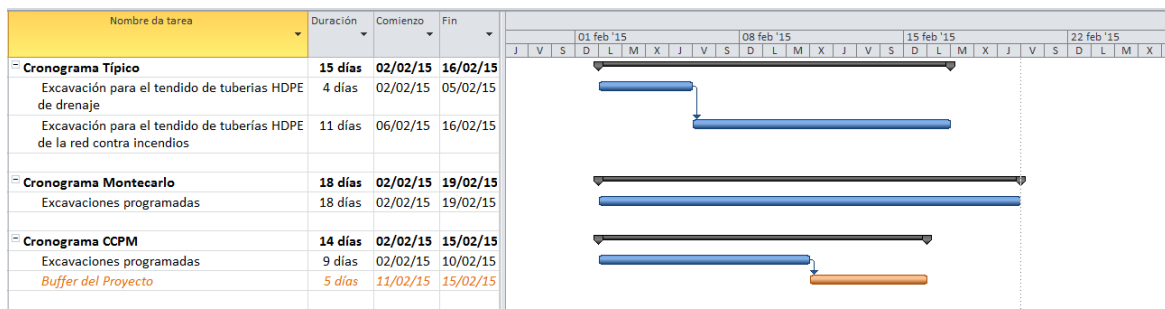 Nombre da tarea Duración Comienzo Fin
01 feb '15 08 feb '15 15 feb '15 22 feb '15
J V S D L M X J V S D L M X J V S D L M X J V S D L M X
Cronograma Típico 15 días 02/02/15 16/02/15
Excavación para el tendido de tuberias HDPE 4 días 02/02/15 05/02/15
de drenaje
Excavación para el tendido de tuberías HDPE 11 días 06/02/15 16/02/15
de la red contra incendios
Cronograma Montecarlo 18 días 02/02/15 19/02/15
Excavaciones programadas 18 días 02/02/15 19/02/15
Cronograma CCPM 14 días 02/02/15 15/02/15
Excavaciones programadas 9 días 02/02/15 10/02/15
Buffer del Proyecto 5 días 11/02/15 15/02/15